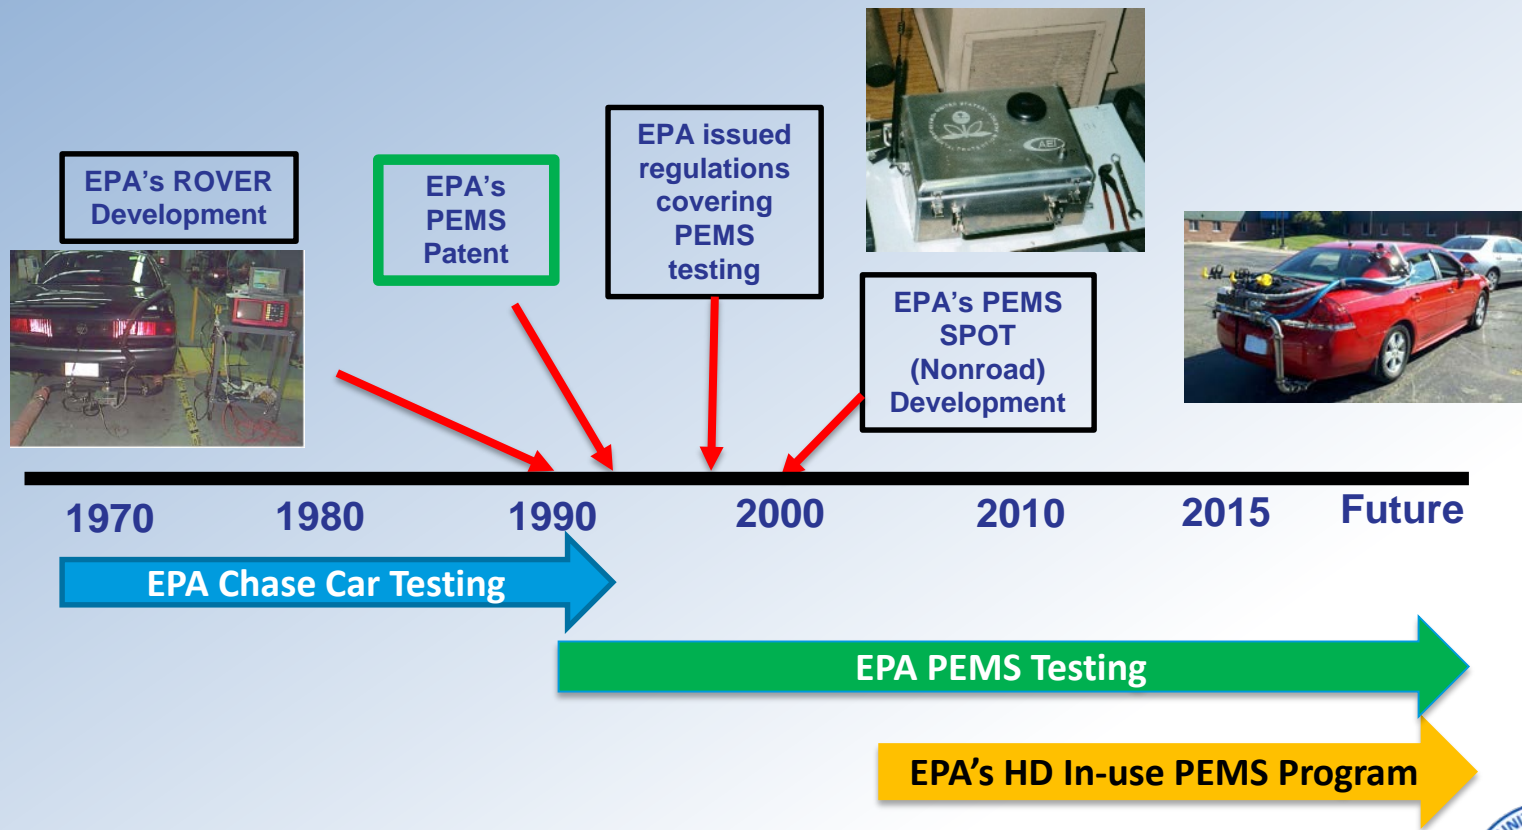 EPA's ROVER
Development
EPA's
PEMS
Patent
EPA issued
regulations
covering
PEMS
testing
AEI
EPA's PEMS
SPOT
(Nonroad)
Development
1970
1980
1990
2000
2010
2015
Future
EPA Chase Car Testing
EPA PEMS Testing
EPA's HD In-use PEMS Program